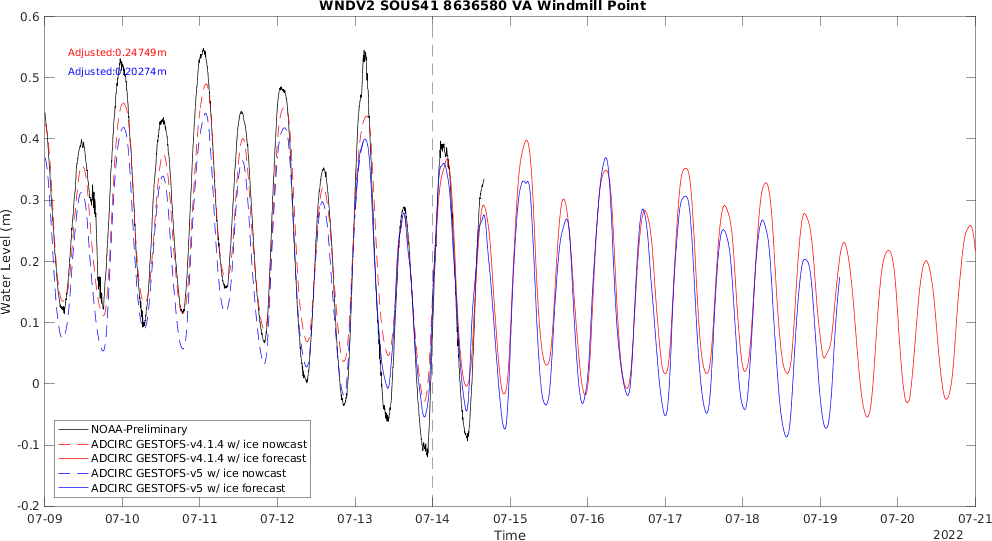 WNDV2 SOUS41 8636580 VA Windmill Point
Adjusted:0.24749m
Adjusted:0.20274m
0.6
0.5
0.4
0.3
0.2
0.1
0
-0.1
-0.2
Water Level (m)
NOAA-Preliminary
ADCIRC GESTOFS-v4.1.4 w/ ice nowcast
ADCIRC GESTOFS-v4.1.4 w/ ice forecast
ADCIRC GESTOFS-v5 w/ ice nowcast
ADCIRC GESTOFS-v5 w/ ice forecast
07-09 07-10 07-11 07-12 07-13 07-14 07-15 07-16 07-17 07-18 07-19 07-20 07-21
Time
2022